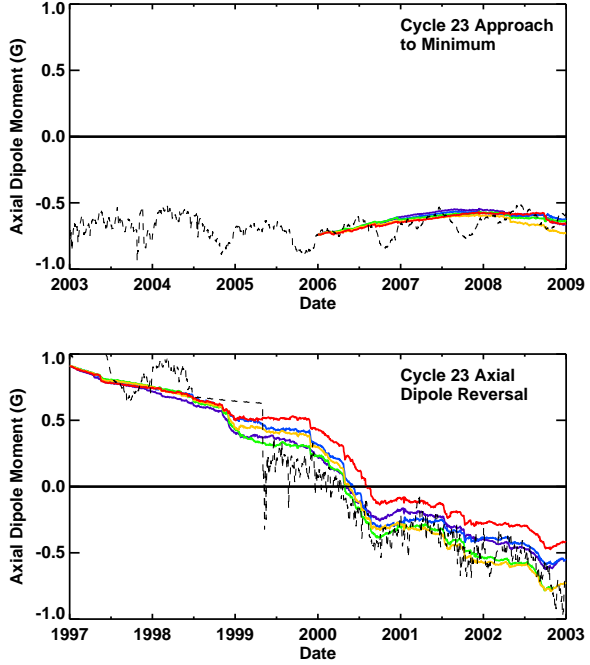 Cycle 23 Approach
to Minimum
Axial Dipole Moment (G)
1.0
0.5
0.0
-0.5
-1.0
2003 2004 2005 2006 2007 2008 2009
Date
Cycle 23 Axial
Dipole Reversal
Axial Dipole Moment (G)
1.0
0.5
0.0
-0.5
-1.0
1997 1998 1999 2000 2001 2002 2003
Date